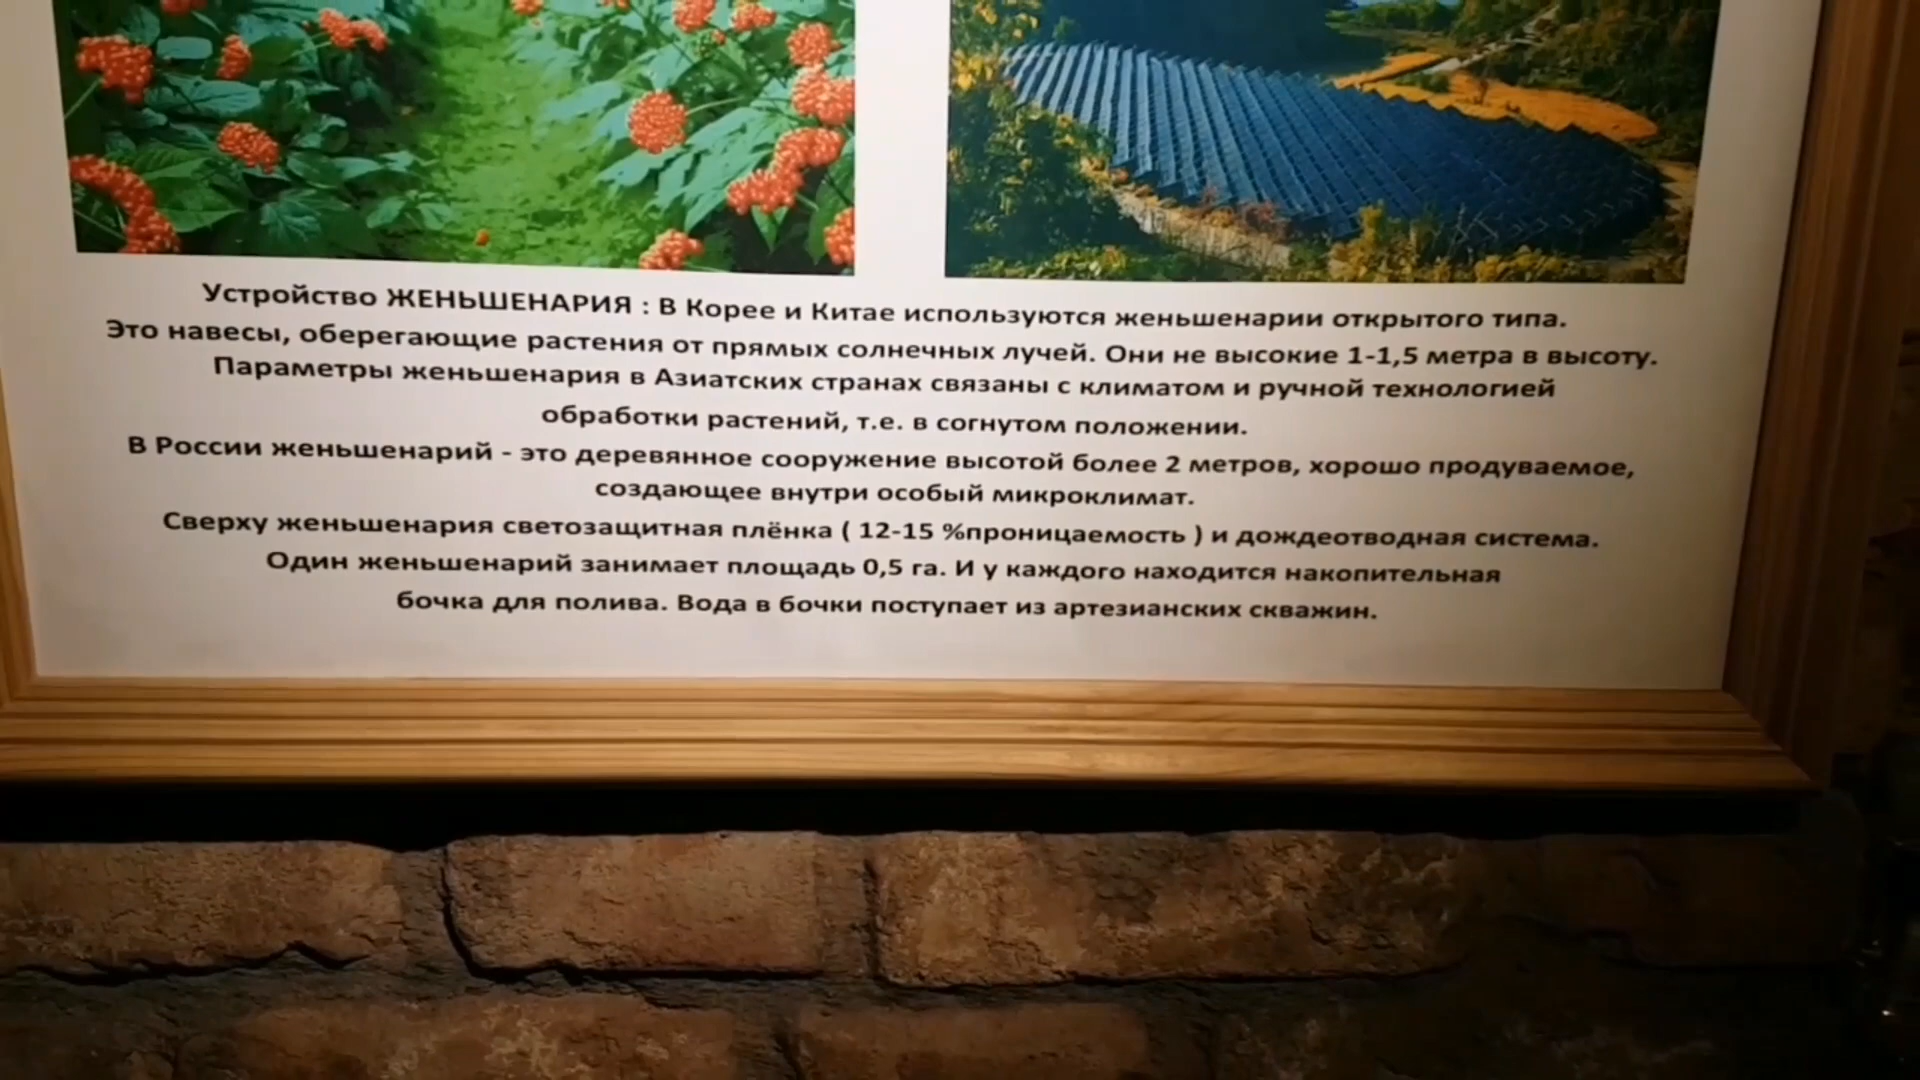 Устройство ЖЕНЬШЕНАРИЯ : В Корее и Китае используются женьшенарии открытого типа.
Это навесы, оберегающие растения от прямых солнечных лучей. Они не высокие 1-1,5 метра в высоту.
Параметры женьшенария в Азиатских странах связаны с климатом и ручной технологией
обработки растений, т.е. в согнутом положении.
В России женьшенарий - это деревянное сооружение высотой более 2 метров, хорошо продуваемое,
создающее внутри особый микроклимат.
Сверху женьшенария светозащитная плёнка ( 12-15 %проницаемость ) и дождеотводная система.
Один женьшенарий занимает площадь 0,5 га. И у каждого находится накопительная
бочка для полива. Вода в бочки поступает из артезианских скважин.